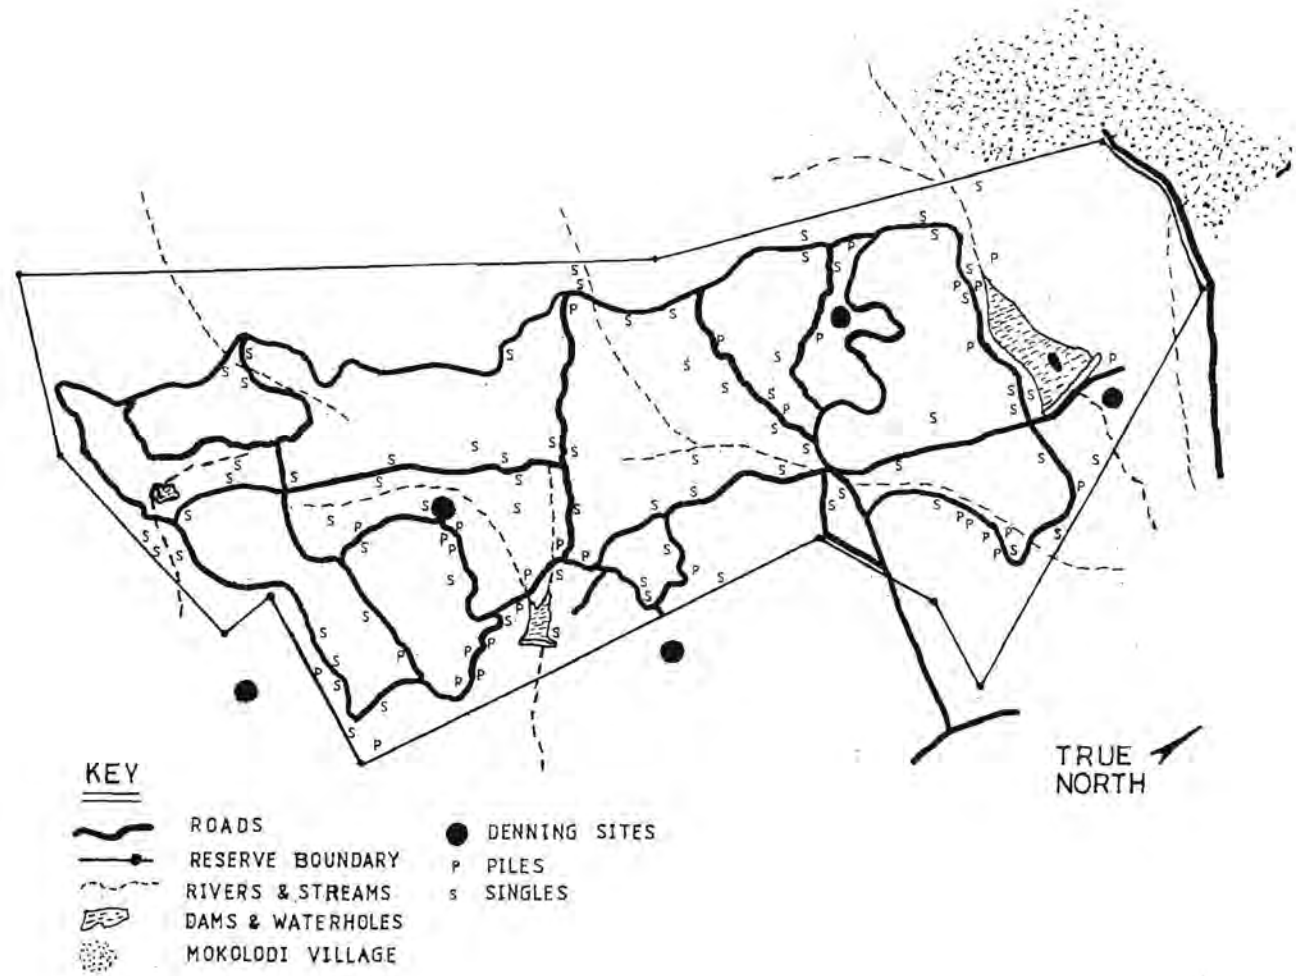 TRUE
NORTH
KEY
ROADS
RESERVE BOUNDARY
RIVERS & STREAMS
DAMS & WATERHOLES
MOKOLODI VILLAGE
DENNING SITES
P PILES
S SINGLES